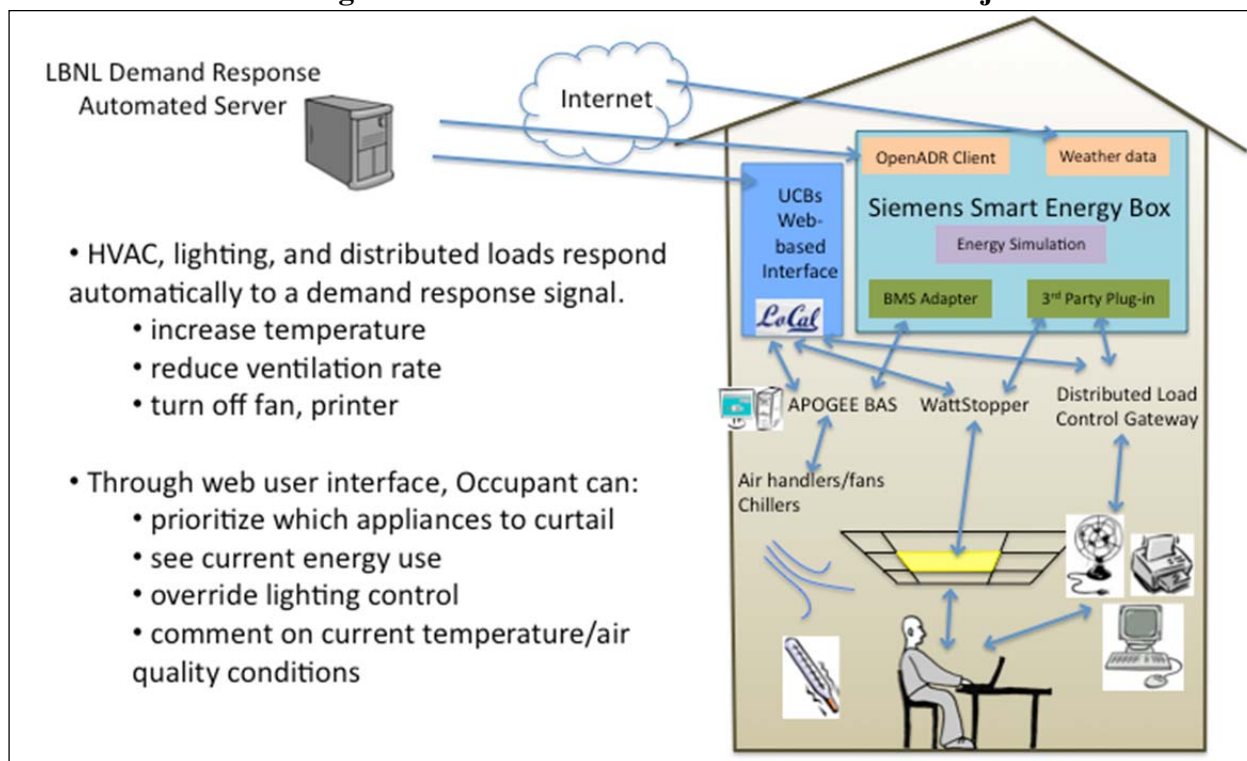 LBNL Demand Response
Automated Server
Internet
OpenADR Client
Weather data
UCBs
Web-
based
Interface
LoCal
Siemens Smart Energy Box
Energy Simulation
BMS Adapter
3rd Party Plug-in
• HVAC, lighting, and distributed loads respond
automatically to a demand response signal.
• increase temperature
• reduce ventilation rate
• turn off fan, printer
APOGEE BAS
WattStopper
Distributed Load
Control Gateway
Air handlers/fans
Chillers
• Through web user interface, Occupant can:
• prioritize which appliances to curtail
• see current energy use
• override lighting control
• comment on current temperature/air
quality conditions